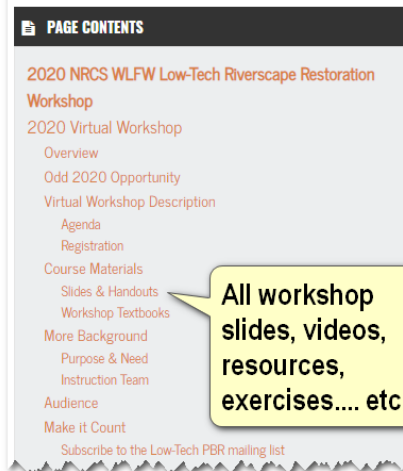 PAGE CONTENTS
2020 NRCS WLFW Low-Tech Riverscape Restoration
Workshop
2020 Virtual Workshop
Overview
Odd 2020 Opportunity
Virtual Workshop Description
Agenda
Registration
Course Materials
Slides & Handouts
Workshop Textbooks
More Background
Purpose & Need
Instruction Team
Audience
Make it Count
Subscribe to the Low-Tech PBR mailing list
All workshop
slides, videos,
resources,
exercises.... etc